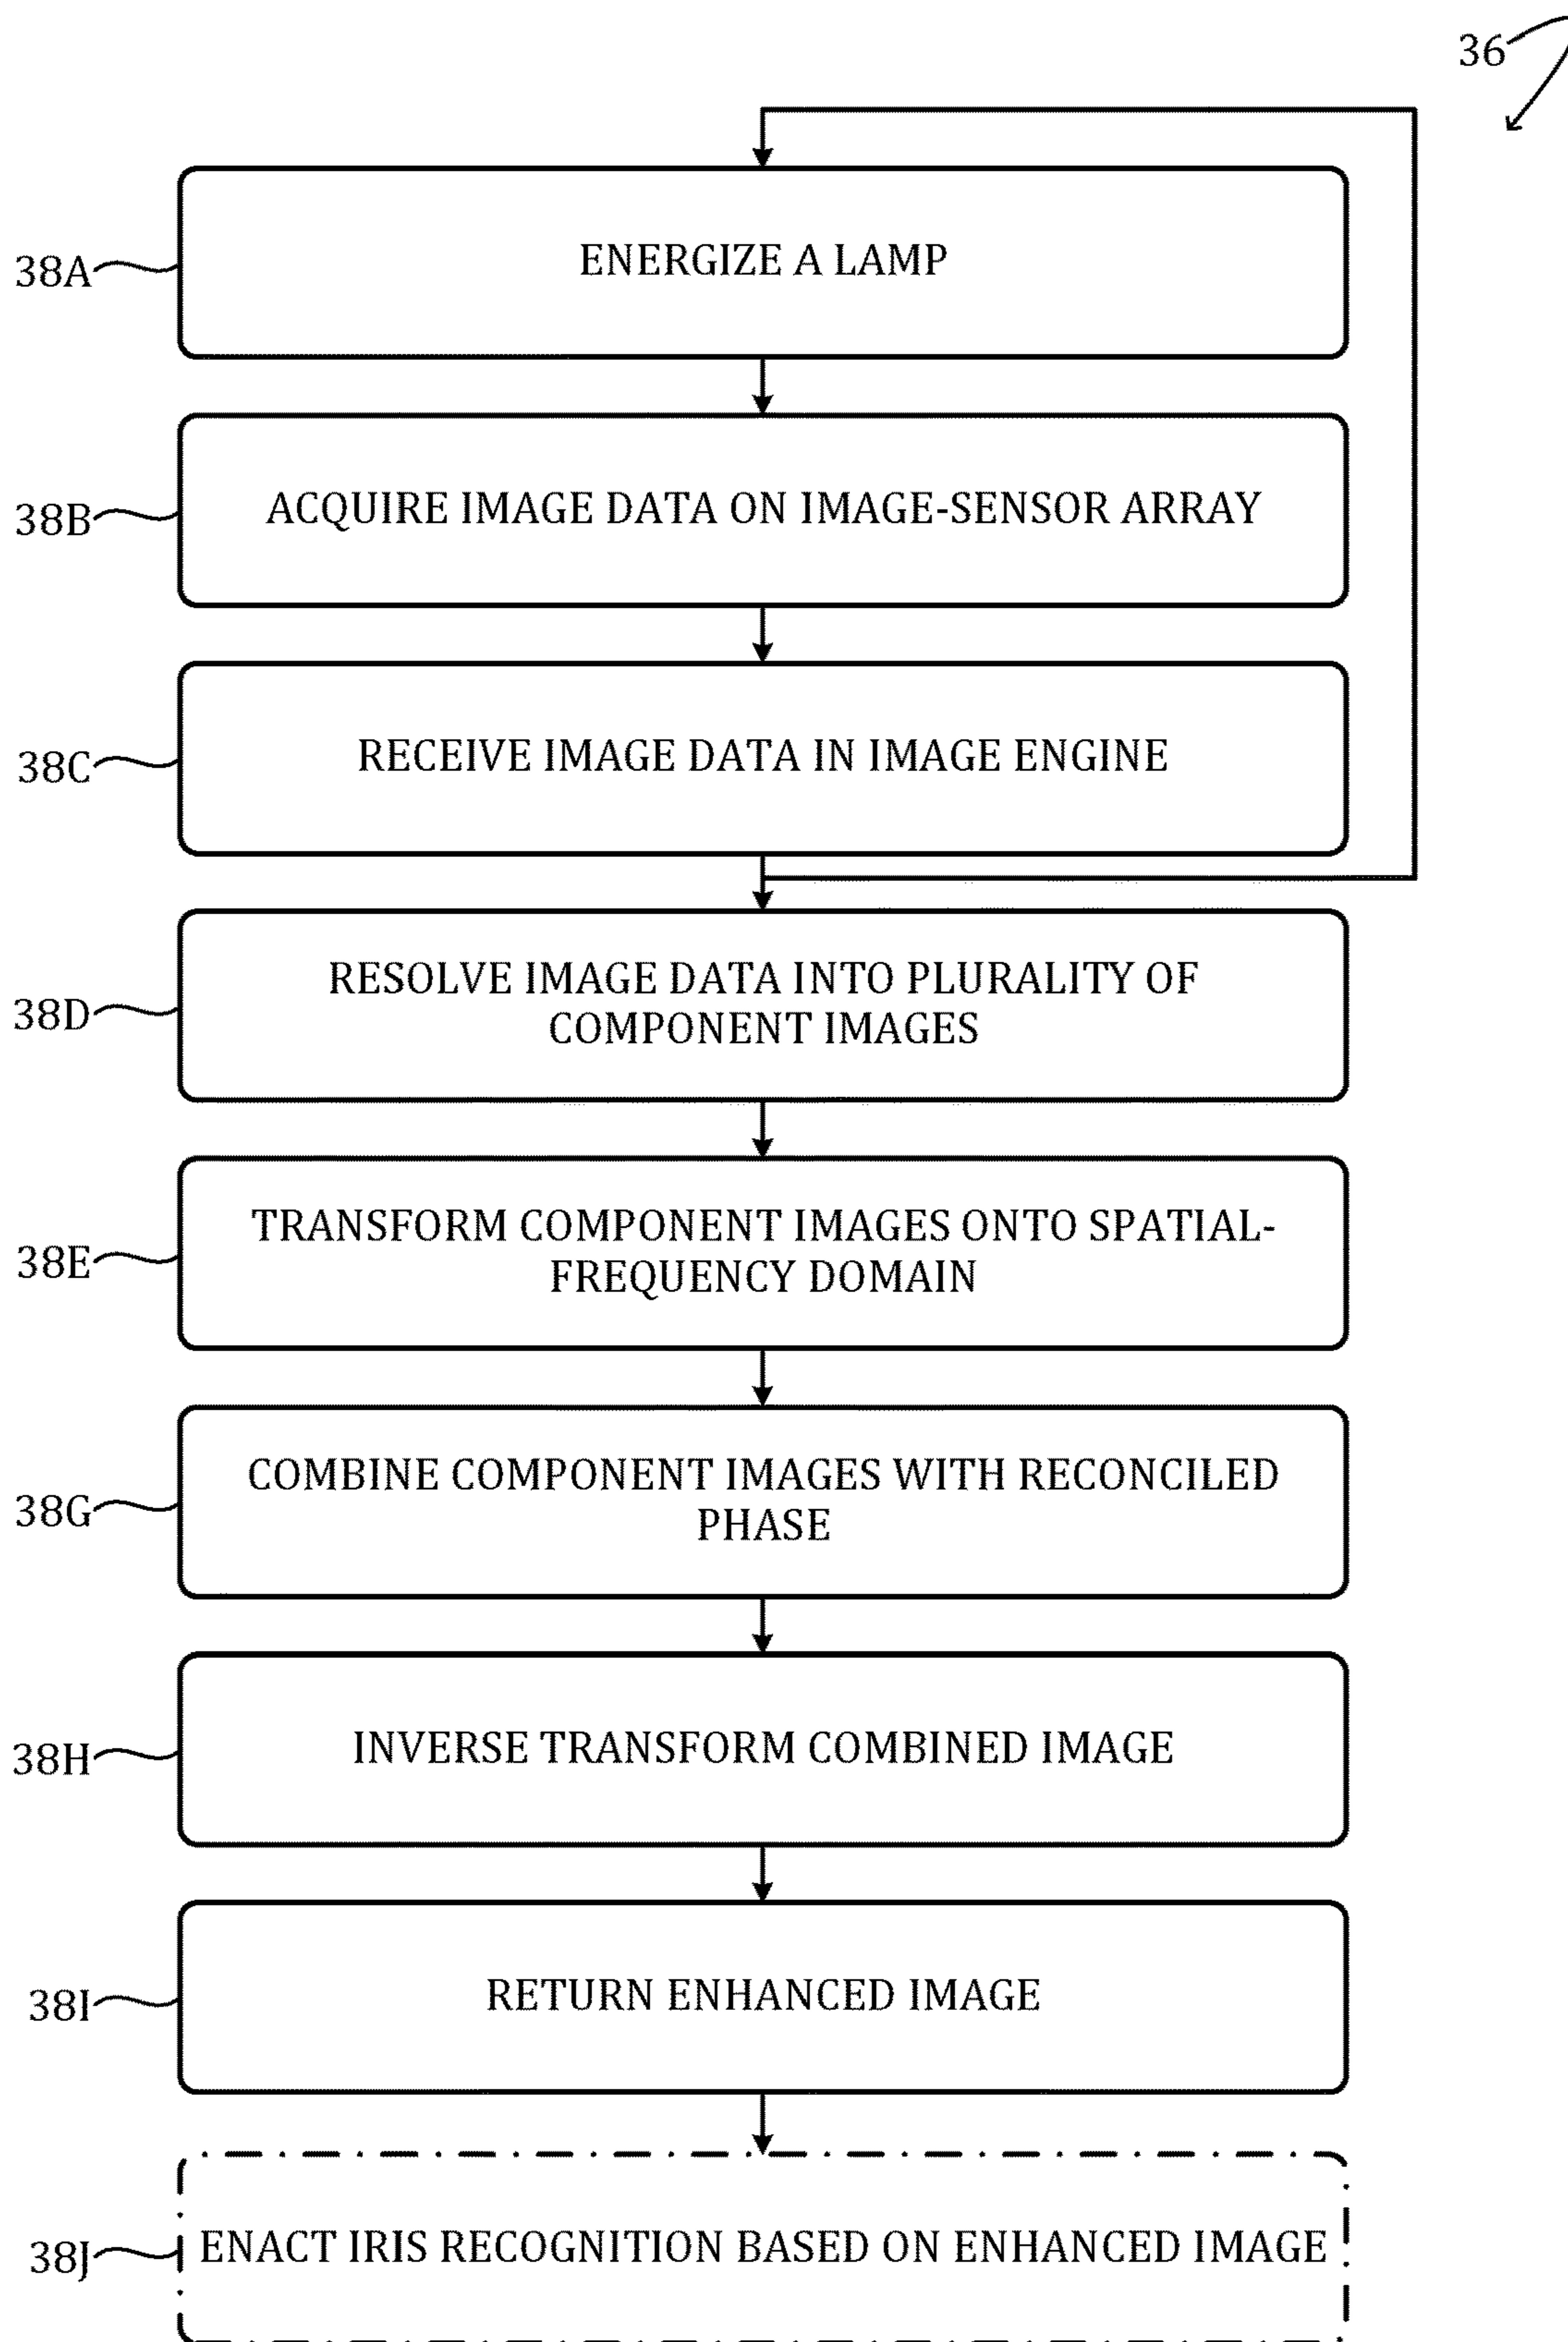 36
38A
ENERGIZE A LAMP
38B
ACQUIRE IMAGE DATA ON IMAGE-SENSOR ARRAY
38C
RECEIVE IMAGE DATA IN IMAGE ENGINE
38D
RESOLVE IMAGE DATA INTO PLURALITY OF
COMPONENT IMAGES
38E
TRANSFORM COMPONENT IMAGES ONTO SPATIAL-
FREQUENCY DOMAIN
38G
COMBINE COMPONENT IMAGES WITH RECONCILED
PHASE
38H
INVERSE TRANSFORM COMBINED IMAGE
38I
RETURN ENHANCED IMAGE
38J
ENACT IRIS RECOGNITION BASED ON ENHANCED IMAGE